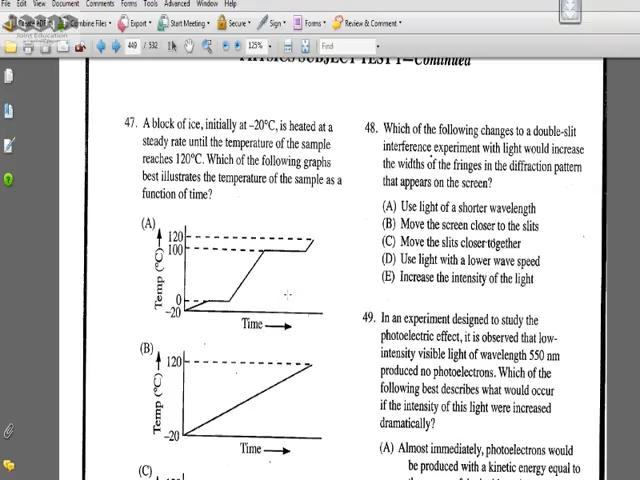 File Edit View Document Comments Forms Tools Advanced Window Help
Combine Files Export Start Meeting Secure Sign Forms Review & Comment
449 / 532 125% Find
PHYSICS SUBJECT TEST 1—Continued
47. A block of ice, initially at –20°C, is heated at a
steady rate until the temperature of the sample
reaches 120°C. Which of the following graphs
best illustrates the temperature of the sample as a
function of time?
(A)
120
100
0
–20
Temp (°C)
Time
(B)
120
–20
Temp (°C)
Time
(C)
48. Which of the following changes to a double-slit
interference experiment with light would increase
the widths of the fringes in the diffraction pattern
that appears on the screen?
(A) Use light of a shorter wavelength
(B) Move the screen closer to the slits
(C) Move the slits closer together
(D) Use light with a lower wave speed
(E) Increase the intensity of the light
49. In an experiment designed to study the
photoelectric effect, it is observed that low-
intensity visible light of wavelength 550 nm
produced no photoelectrons. Which of the
following best describes what would occur
if the intensity of this light were increased
dramatically?
(A) Almost immediately, photoelectrons would
be produced with a kinetic energy equal to